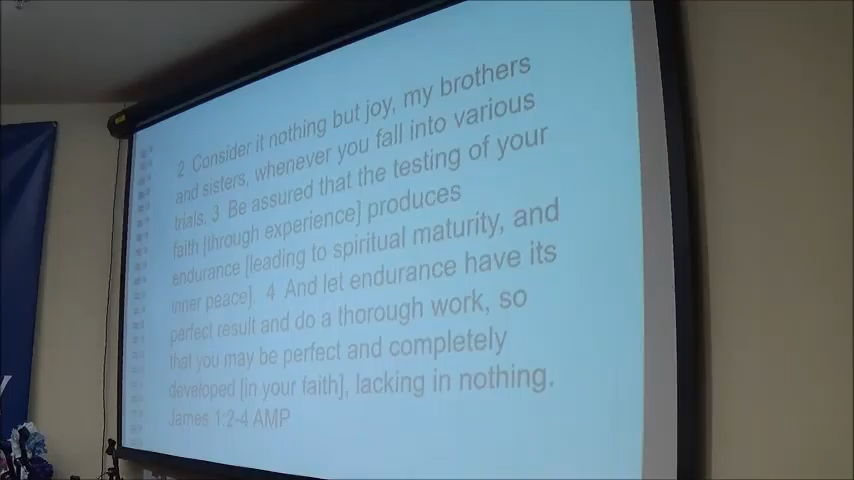 2 Consider it nothing but joy, my brothers
and sisters, whenever you fall into various
trials. 3 Be assured that the testing of your
faith [through experience] produces
endurance [leading to spiritual maturity, and
inner peace]. 4 And let endurance have its
perfect result and do a thorough work, so
that you may be perfect and completely
developed [in your faith], lacking in nothing.
James 1:2-4 AMP